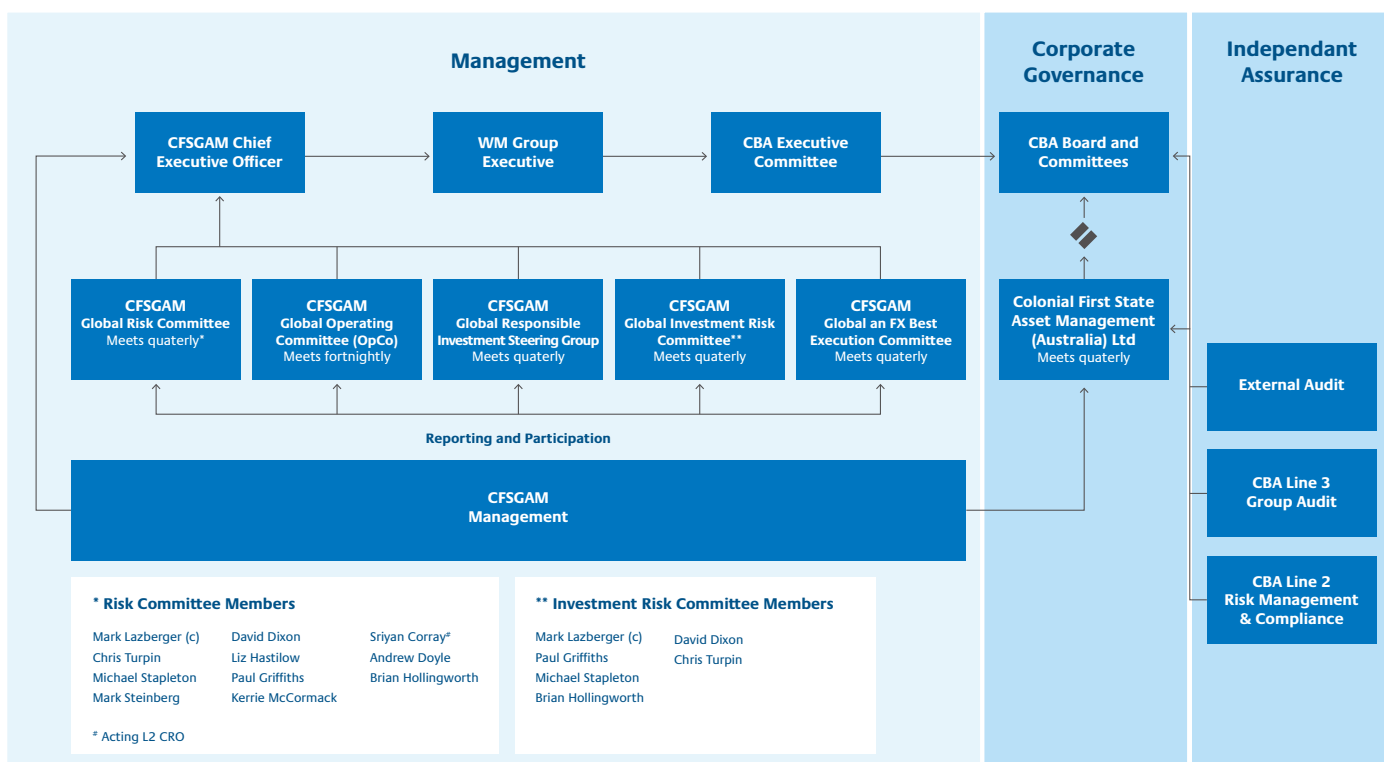 Management
Corporate
Governance
Independant
Assurance
CFSGAM Chief
Executive Officer
WM Group
Executive
CBA Executive
Committee
CBA Board and
Committees
CFSGAM
Global Risk Committee
Meets quaterly*
CFSGAM
Global Operating
Committee (OpCo)
Meets fortnightly
CFSGAM
Global Responsible
Investment Steering Group
Meets quaterly
CFSGAM
Global Investment Risk
Committee**
Meets quaterly
CFSGAM
Global an FX Best
Execution Committee
Meets quaterly
Colonial First State
Asset Management
(Australia) Ltd
Meets quaterly
External Audit
Reporting and Participation
CFSGAM
Management
CBA Line 3
Group Audit
CBA Line 2
Risk Management
& Compliance
* Risk Committee Members
Mark Lazberger (c)
Chris Turpin
Michael Stapleton
Mark Steinberg
David Dixon
Liz Hastilow
Paul Griffiths
Kerrie McCormack
Sriyan Corray#
Andrew Doyle
Brian Hollingworth
# Acting L2 CRO
** Investment Risk Committee Members
Mark Lazberger (c)
Paul Griffiths
Michael Stapleton
Brian Hollingworth
David Dixon
Chris Turpin